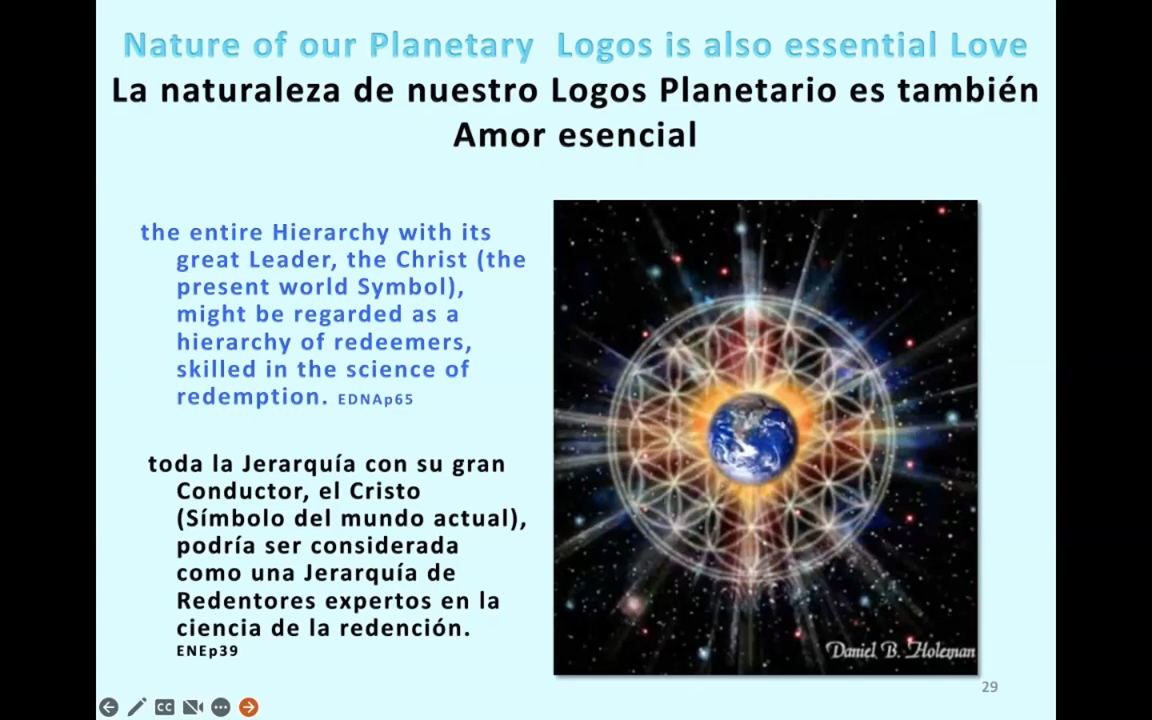 Nature of our Planetary Logos is also essential Love
La naturaleza de nuestro Logos Planetario es también
Amor esencial
the entire Hierarchy with its
great Leader, the Christ (the
present world Symbol),
might be regarded as a
hierarchy of redeemers,
skilled in the science of
redemption. EDNAp65
toda la Jerarquía con su gran
Conductor, el Cristo
(Símbolo del mundo actual),
podría ser considerada
como una Jerarquía de
Redentores expertos en la
ciencia de la redención.
ENEp39
Daniel B. Holeman
29
CC